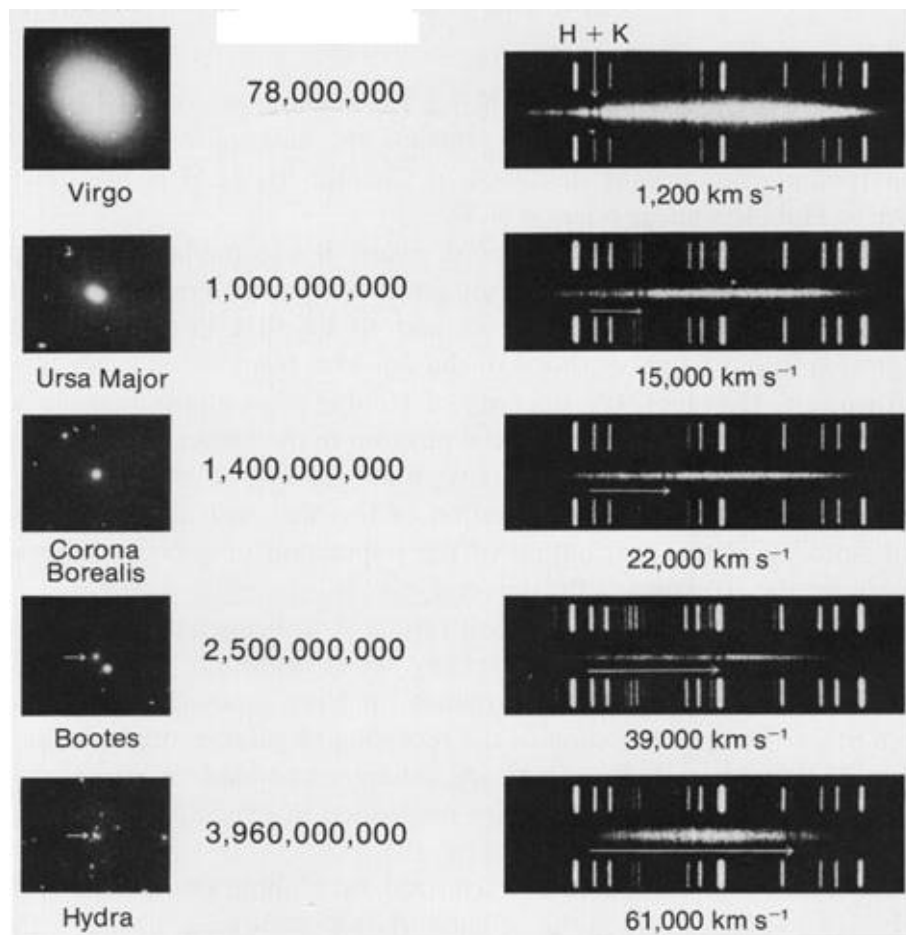 H + K
78,000,000
Virgo
1,200 km s⁻¹
1,000,000,000
Ursa Major
15,000 km s⁻¹
1,400,000,000
Corona
Borealis
22,000 km s⁻¹
2,500,000,000
Bootes
39,000 km s⁻¹
3,960,000,000
Hydra
61,000 km s⁻¹